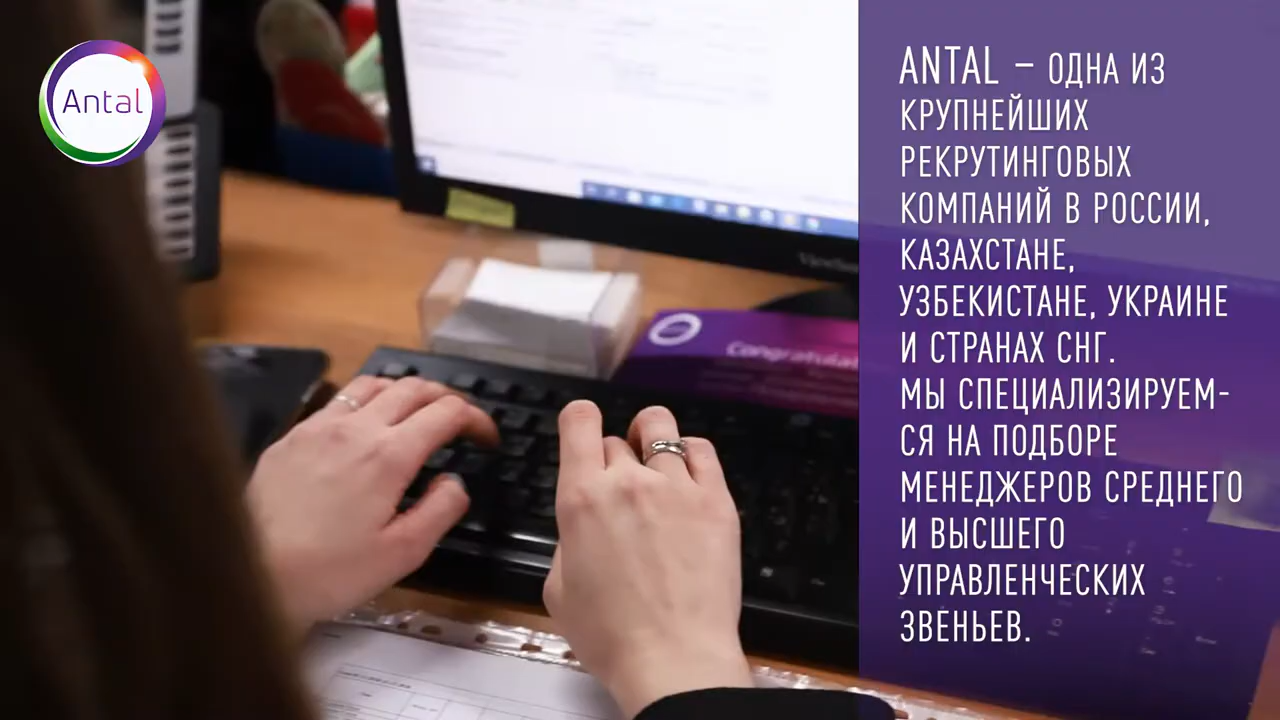 Antal
ANTAL – ОДНА ИЗ
КРУПНЕЙШИХ
РЕКРУТИНГОВЫХ
КОМПАНИЙ В РОССИИ,
КАЗАХСТАНЕ,
УЗБЕКИСТАНЕ, УКРАИНЕ
И СТРАНАХ СНГ.
МЫ СПЕЦИАЛИЗИРУЕМ-
СЯ НА ПОДБОРЕ
МЕНЕДЖЕРОВ СРЕДНЕГО
И ВЫСШЕГО
УПРАВЛЕНЧЕСКИХ
ЗВЕНЬЕВ.